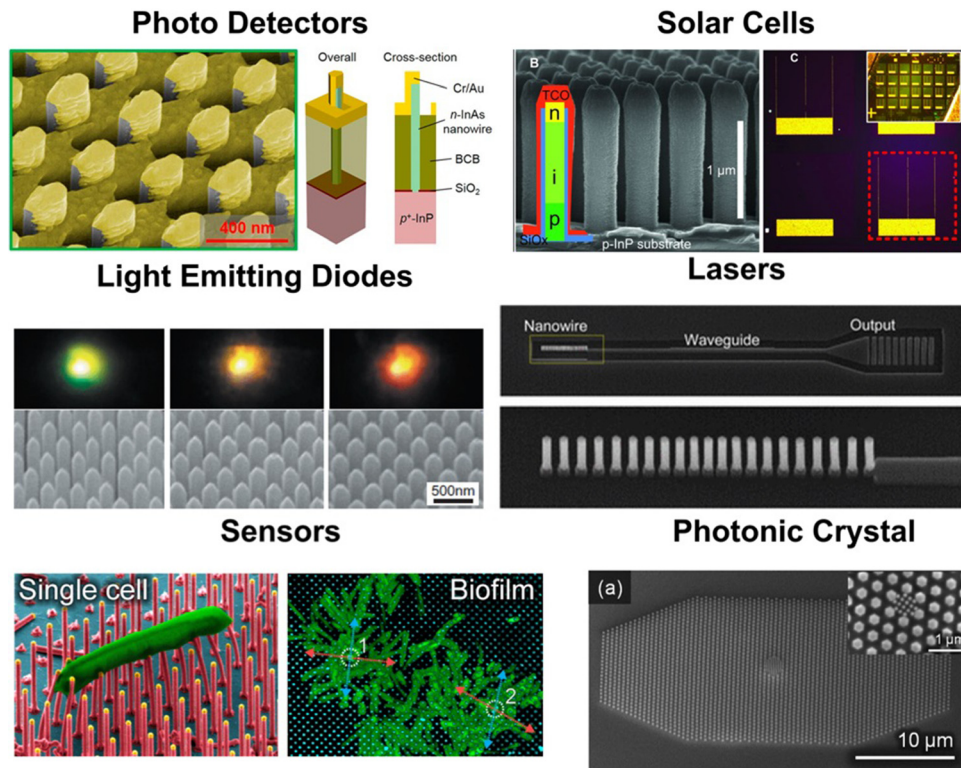 Photo Detectors
Overall
Cross-section
Cr/Au
n-InAs
nanowire
BCB
SiO₂
p⁺-InP
400 nm
Solar Cells
B
TCO
n
i
p
SiOx
p-InP substrate
1 μm
C
Light Emitting Diodes
500nm
Lasers
Nanowire
Waveguide
Output
Sensors
Single cell
Biofilm
1
2
Photonic Crystal
(a)
1 μm
10 μm